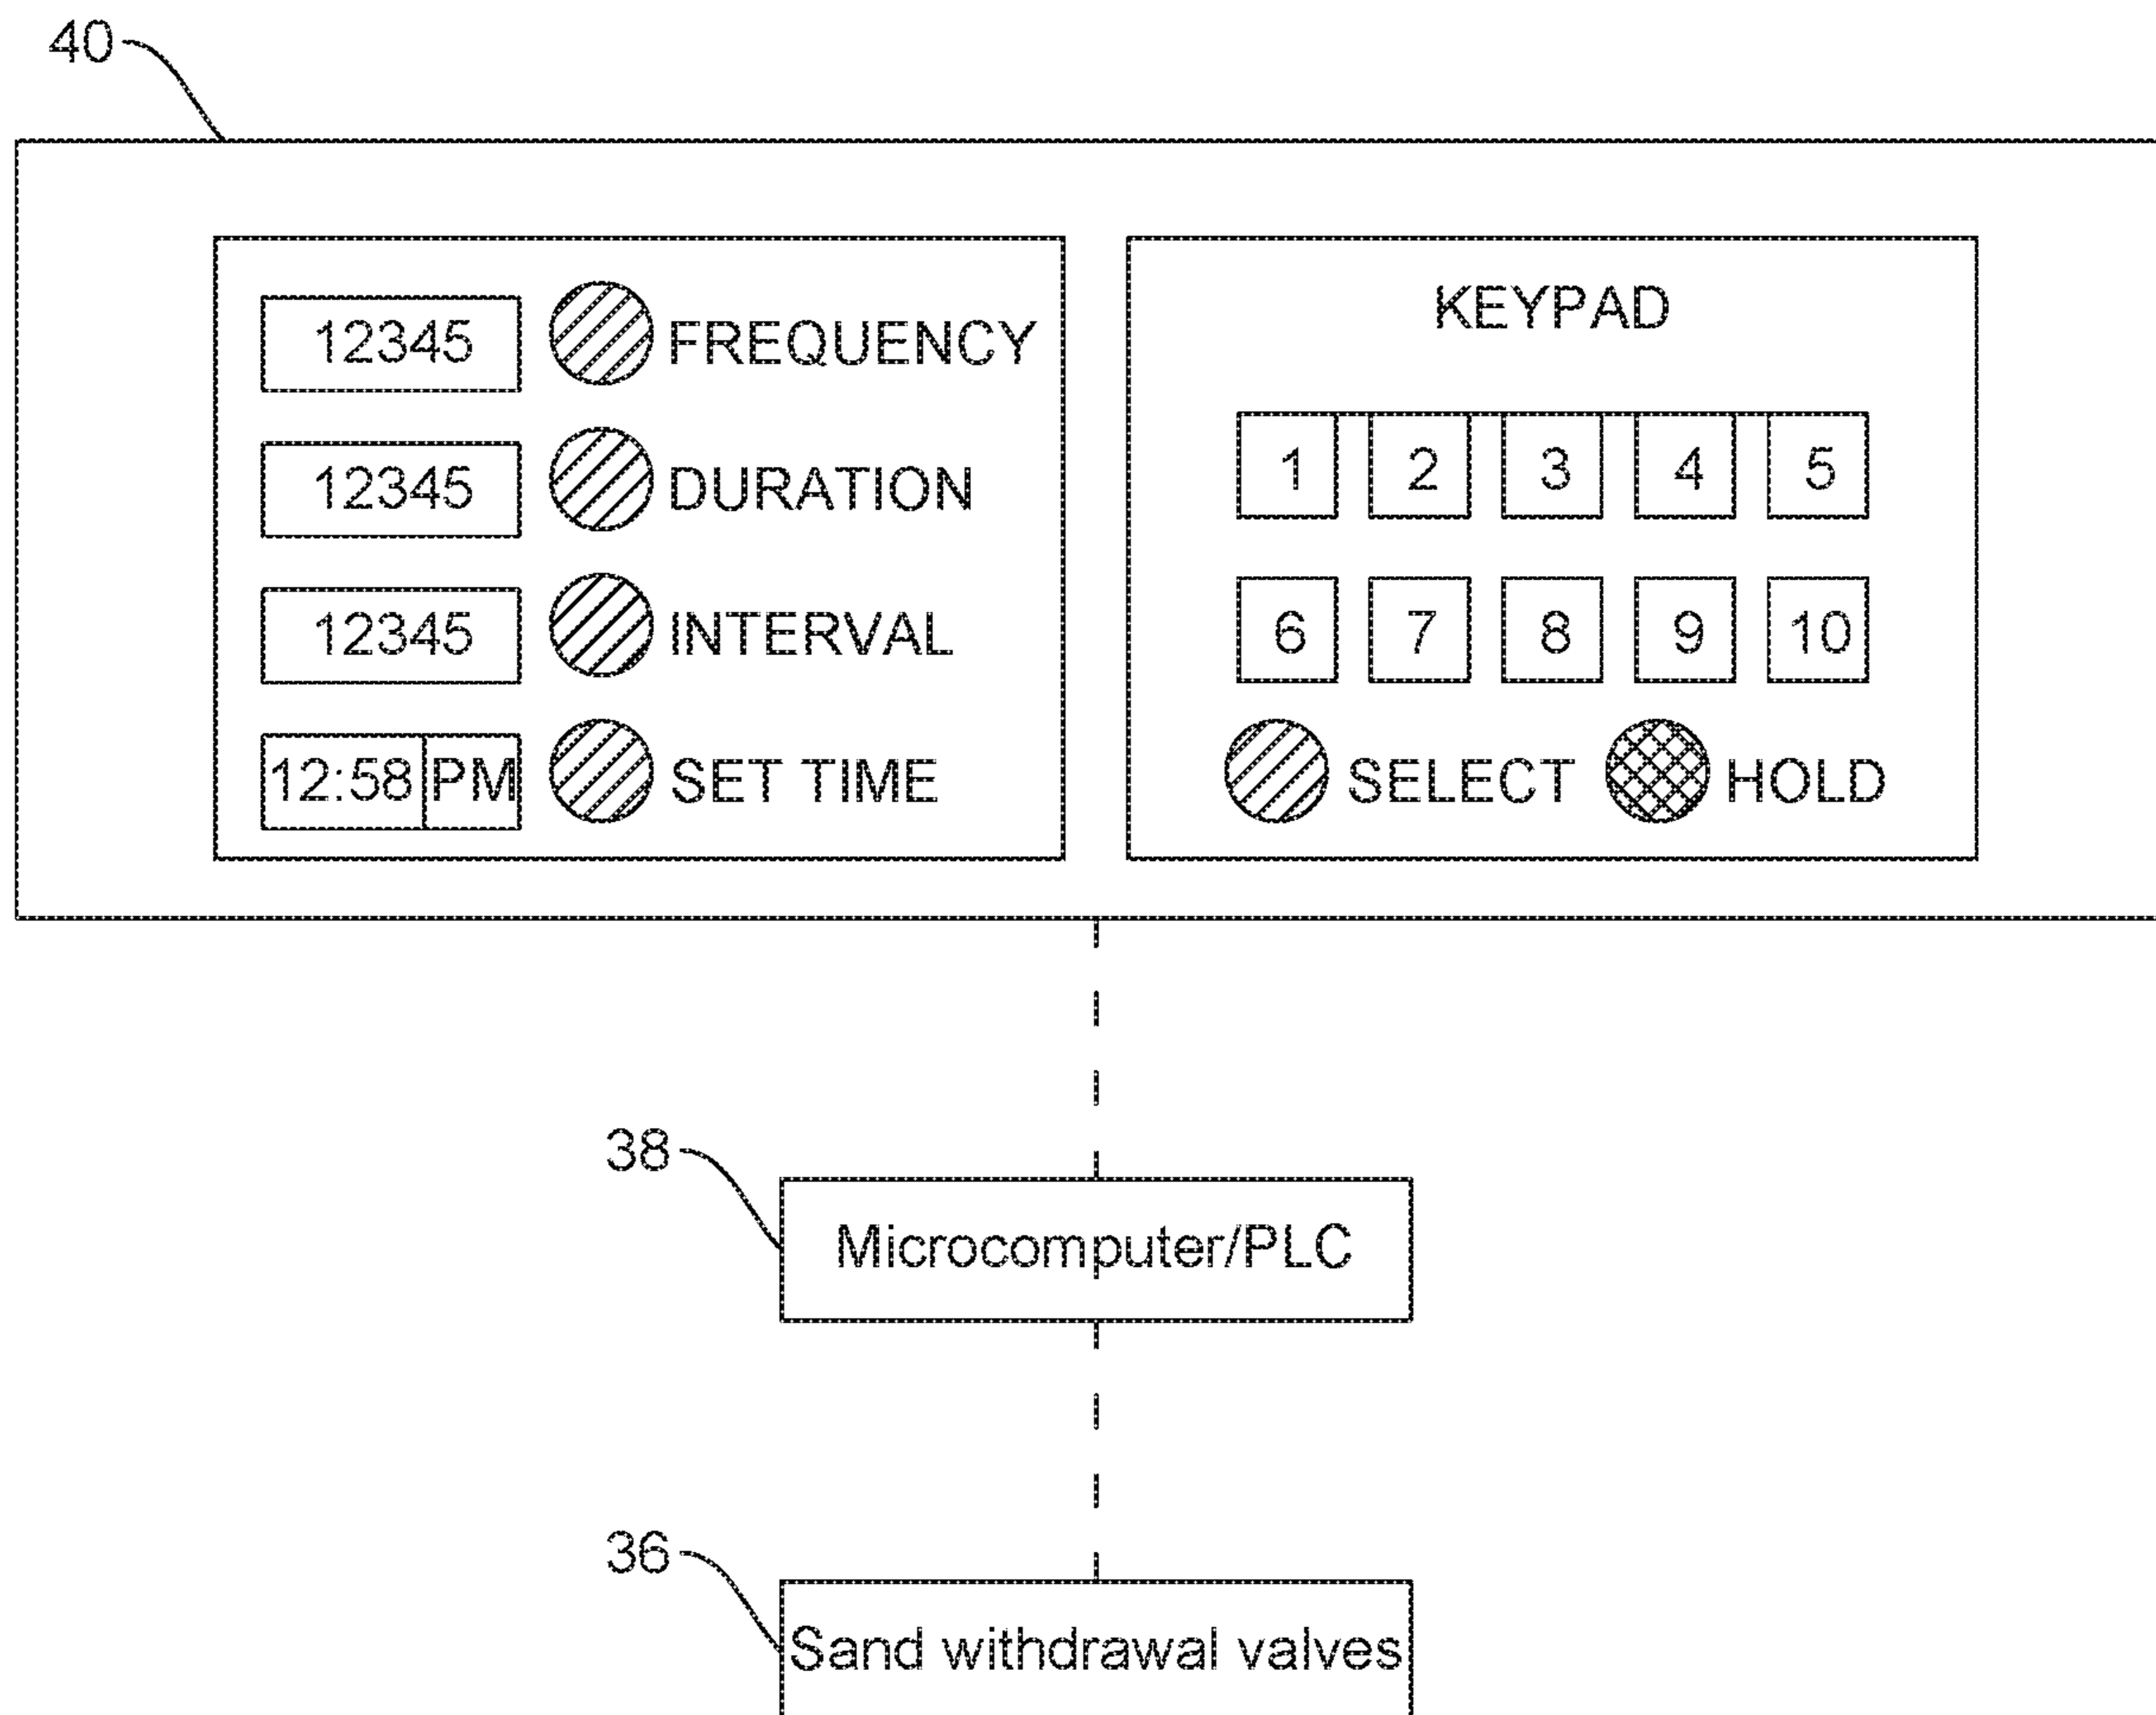 40
12345 FREQUENCY
12345 DURATION
12345 INTERVAL
12:58 PM SET TIME
KEYPAD
1 2 3 4 5
6 7 8 9 10
SELECT HOLD
38
Microcomputer/PLC
36
Sand withdrawal valves